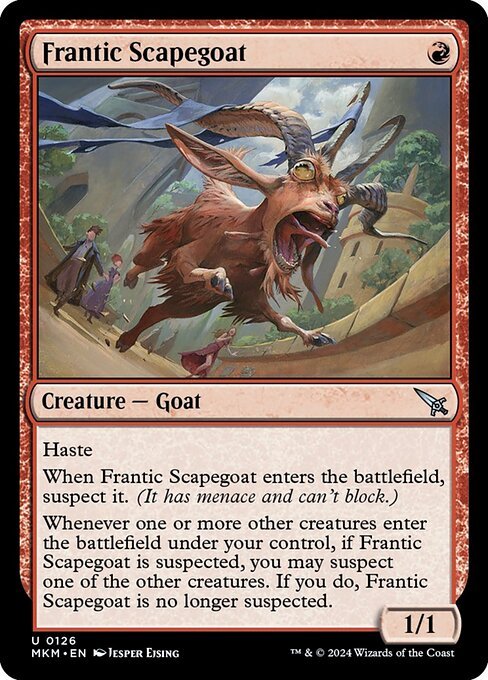 Frantic Scapegoat
Creature — Goat
Haste
When Frantic Scapegoat enters the battlefield,
suspect it. (It has menace and can't block.)
Whenever one or more other creatures enter
the battlefield under your control, if Frantic
Scapegoat is suspected, you may suspect
one of the other creatures. If you do, Frantic
Scapegoat is no longer suspected.
1/1
U 0126
MKM • EN Jesper Eising
™ & © 2024 Wizards of the Coast